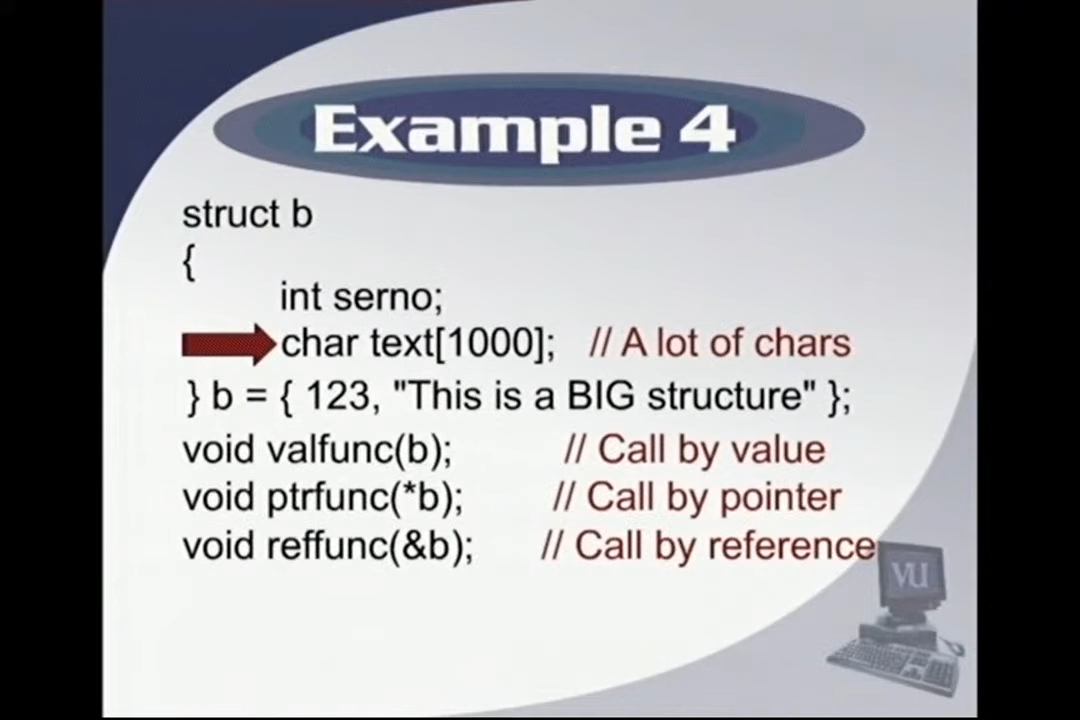 Example 4
struct b
{
int serno;
char text[1000]; // A lot of chars
} b = { 123, "This is a BIG structure" };
void valfunc(b); // Call by value
void ptrfunc(*b); // Call by pointer
void reffunc(&b); // Call by reference
VU